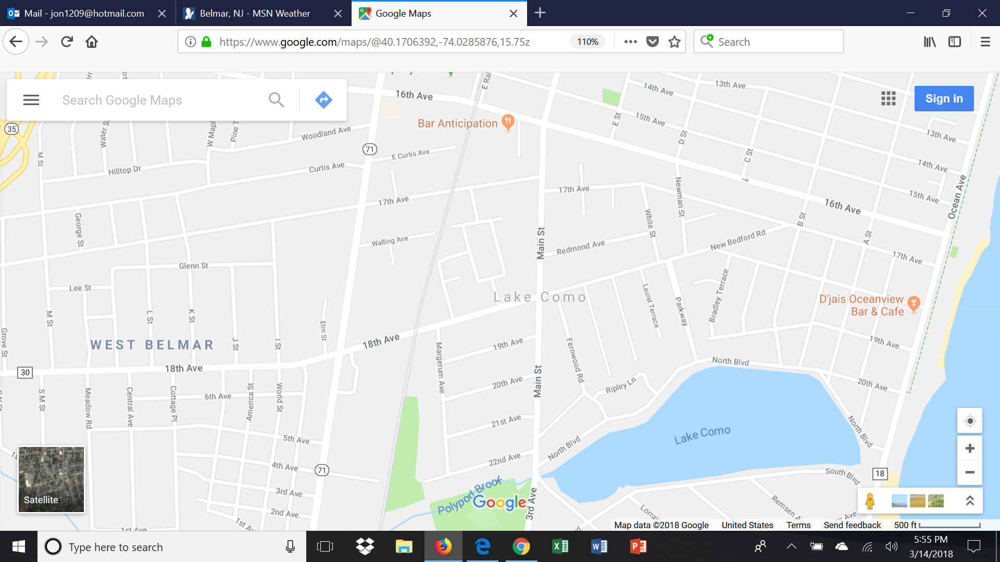 Mail - jon1209@hotmail.com
Belmar, NJ - MSN Weather
Google Maps
https://www.google.com/maps/@40.1706392,-74.0285876,15.75z
110%
Search
Search Google Maps
Sign in
16th Ave
E Rai
14th Ave
13th Ave
35
Water S
W Mapl
Pine T
Woodland Ave
Bar Anticipation
E St
15th Ave
D St
13th Ave
71
M St
E Curtis Ave
C St
Hilltop Dr
Curtis Ave
14th Ave
Ocean Ave
17th Ave
17th Ave
Newman St
15th Ave
16th Ave
George St
White St
B St
A St
Walling Ave
Main St
Redmond Ave
New Bedford Rd
17th Ave
Glenn St
Lee St
Lake Como
Laurel Terrace
Parkway
Bradley Terrace
D'jais Oceanview
Bar & Cafe
M St
L St
K St
Grove St
Elm St
WEST BELMAR
J St
I St
18th Ave
Margerum Ave
19th Ave
Fernwood Rd
19th Ave
30
18th Ave
North Blvd
S M St
Meadow Rd
Central Ave
Cottage Pl
6th Ave
America St
World St
20th Ave
Main St
Ripley Ln
20th Ave
21st Ave
North Blvd
Lake Como
5th Ave
North Blvd
4th Ave
71
22nd Ave
South Blvd
18
Satellite
3rd Ave
Polypod Brook
Google
3rd Ave
2nd Ave
1st Av
1st Ave
Lorrai
Remsen A
Ave
Map data ©2018 Google
United States
Terms
Send feedback
500 ft
Type here to search
5:55 PM
3/14/2018